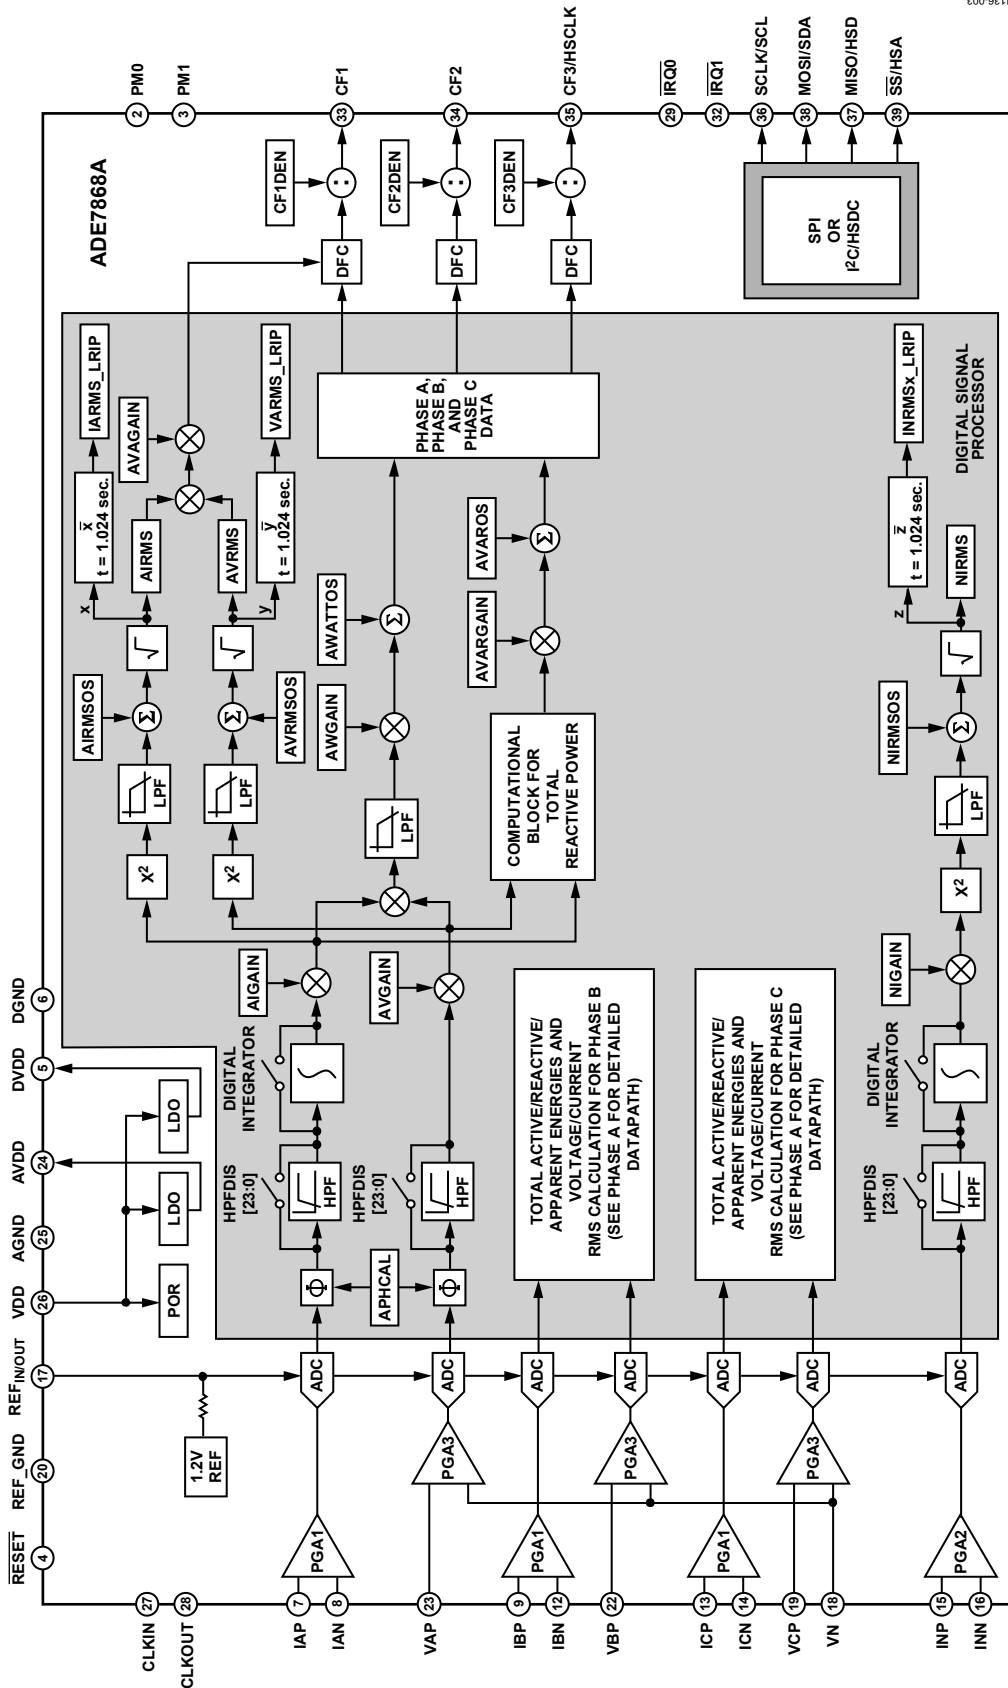 RESET
REF_GND
REFIN/OUT
VDD
AGND
AVDD
DVDD
DGND
4
20
17
26
25
24
5
6
ADE7868A
CLKIN
27
CLKOUT
28
1.2V
REF
POR
LDO
LDO
IAP
7
IAN
8
PGA1
ADC
VAP
23
PGA3
ADC
IBP
9
IBN
12
PGA1
ADC
VBP
22
PGA3
ADC
ICP
13
ICN
14
PGA1
ADC
VCP
19
VN
18
PGA3
ADC
INP
15
INN
16
PGA2
ADC
Φ
APHCAL
Φ
HPFDIS
[23:0]
HPF
HPFDIS
[23:0]
HPF
DIGITAL
INTEGRATOR
AIGAIN
AVGAIN
X²
LPF
AIRMSOS
Σ
√
x
x̄
t = 1.024 sec.
IARMS_LRIP
AIRMS
AVAGAIN
X²
LPF
Σ
AVRMSOS
√
AVRMS
y
ȳ
t = 1.024 sec.
VARMS_LRIP
LPF
AWGAIN
AWATTOS
Σ
COMPUTATIONAL
BLOCK FOR
TOTAL
REACTIVE POWER
AVARGAIN
AVAROS
Σ
PHASE A,
PHASE B,
AND
PHASE C
DATA
TOTAL ACTIVE/REACTIVE/
APPARENT ENERGIES AND
VOLTAGE/CURRENT
RMS CALCULATION FOR PHASE B
(SEE PHASE A FOR DETAILED
DATAPATH)
TOTAL ACTIVE/REACTIVE/
APPARENT ENERGIES AND
VOLTAGE/CURRENT
RMS CALCULATION FOR PHASE C
(SEE PHASE A FOR DETAILED
DATAPATH)
HPFDIS
[23:0]
HPF
DIGITAL
INTEGRATOR
NIGAIN
X²
LPF
NIRMSOS
Σ
√
NIRMS
z
z̄
t = 1.024 sec.
INRMSx_LRIP
DIGITAL SIGNAL
PROCESSOR
DFC
CF1DEN
:
DFC
CF2DEN
:
DFC
CF3DEN
:
SPI
OR
I²C/HSDC
2
PM0
3
PM1
33
CF1
34
CF2
35
CF3/HSCLK
29
IRQ0
32
IRQ1
36
SCLK/SCL
38
MOSI/SDA
37
MISO/HSD
39
SS/HSA